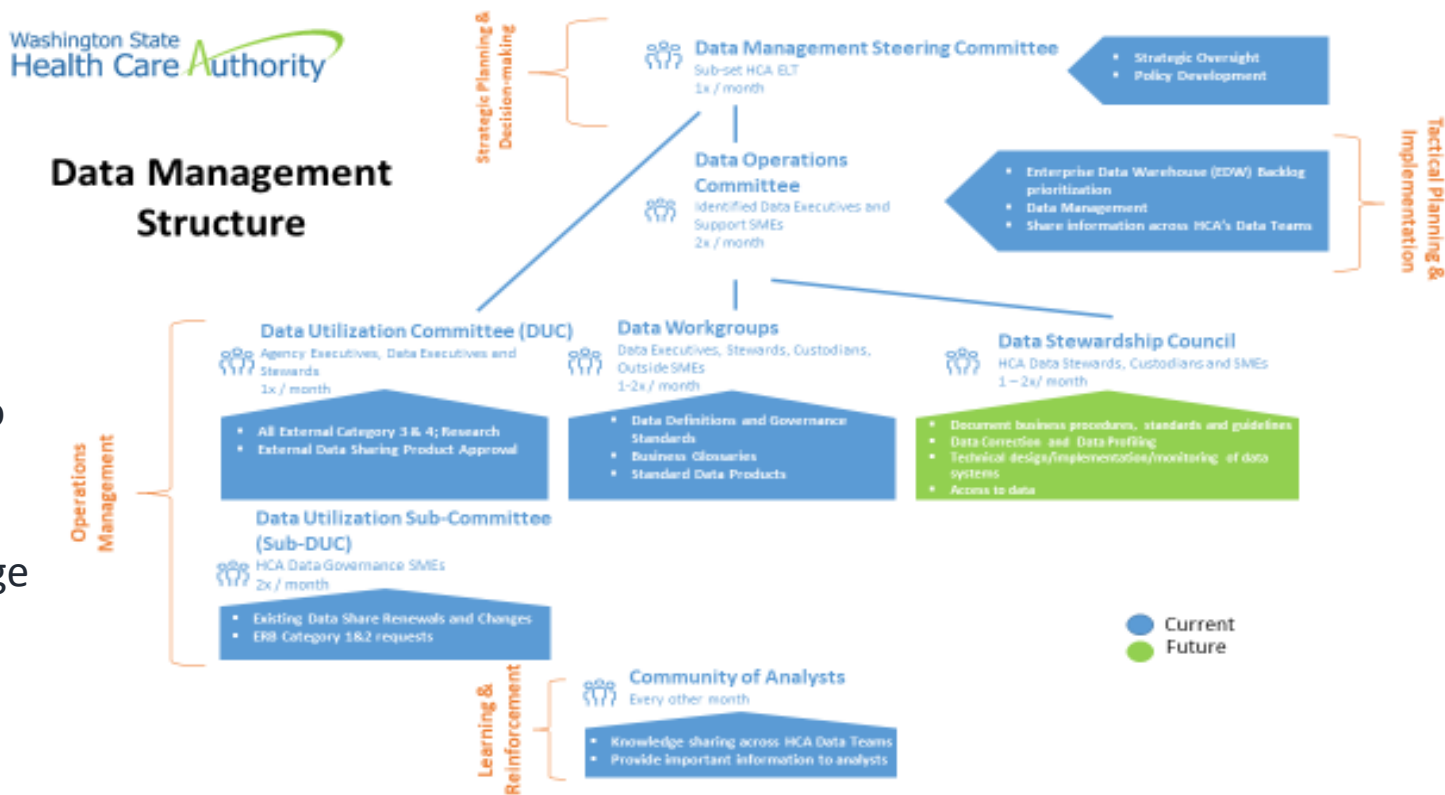 Washington State
Health Care Authority
Data Management
Structure
Strategic Planning &
Decision-making
Data Management Steering Committee
Sub-set HCA ELT
1x / month
Strategic Oversight
Policy Development
Data Operations
Committee
Identified Data Executives and
Support SMEs
2x / month
Enterprise Data Warehouse (EDW) Backlog
prioritization
Data Management
Share information across HCA's Data Teams
Tactical Planning &
Implementation
Operations
Management
Data Utilization Committee (DUC)
Agency Executives, Data Executives and
Stewards
1x / month
All External Category 3 & 4; Research
External Data Sharing Product Approval
Data Workgroups
Data Executives, Stewards, Custodians,
Outside SMEs
1-2x / month
Data Definitions and Governance
Standards
Business Glossaries
Standard Data Products
Data Stewardship Council
HCA Data Stewards, Custodians and SMEs
1 – 2x/ month
Document business procedures, standards and guidelines
Data Correction and Data Profiling
Technical design/implementation/monitoring of data
systems
Access to data
Data Utilization Sub-Committee
(Sub-DUC)
HCA Data Governance SMEs
2x / month
Existing Data Share Renewals and Changes
ERB Category 1&2 requests
ge
Current
Future
Learning &
Reinforcement
Community of Analysts
Every other month
Knowledge sharing across HCA Data Teams
Provide important information to analysts